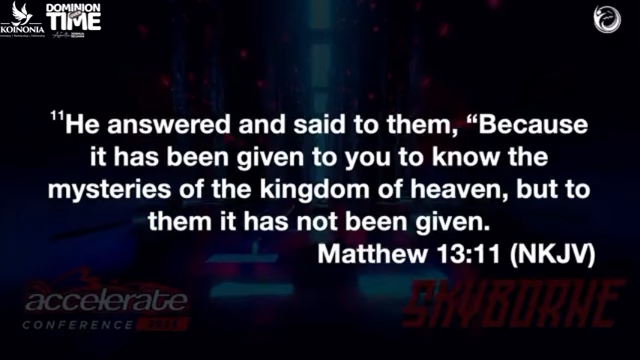 KOINONIA
DOMINION
TIME
11He answered and said to them, “Because
it has been given to you to know the
mysteries of the kingdom of heaven, but to
them it has not been given.
Matthew 13:11 (NKJV)
accelerate
CONFERENCE
SKYBORNE